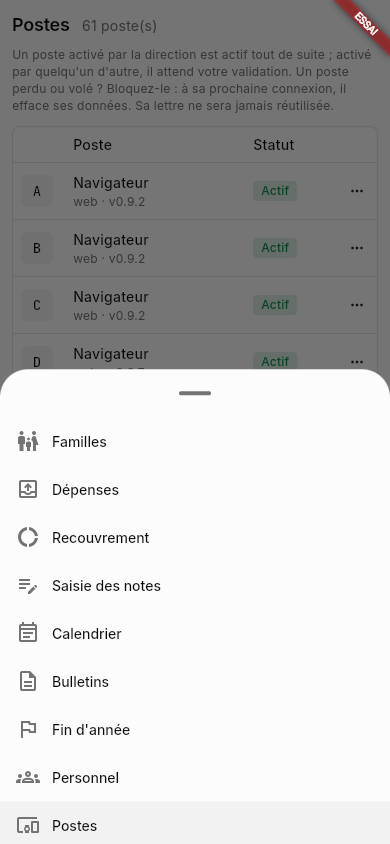 Postes 61 poste(s)
ESSAI
Un poste activé par la direction est actif tout de suite ; activé
par quelqu'un d'autre, il attend votre validation. Un poste
perdu ou volé ? Bloquez-le : à sa prochaine connexion, il
efface ses données. Sa lettre ne sera jamais réutilisée.
Poste Statut
A Navigateur Actif
web · v0.9.2
B Navigateur Actif
web · v0.9.2
C Navigateur Actif
web · v0.9.2
D Navigateur Actif
Familles
Dépenses
Recouvrement
Saisie des notes
Calendrier
Bulletins
Fin d'année
Personnel
Postes